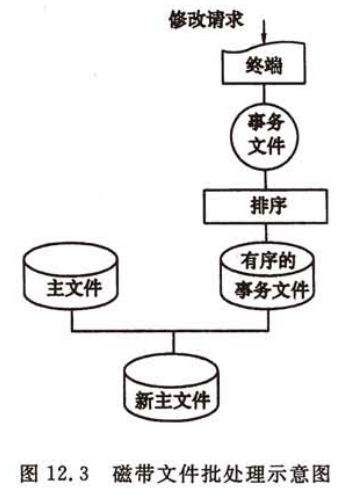 修改请求
终端
事务
文件
排序
主文件
有序的
事务文件
新主文件
图 12.3 磁带文件批处理示意图